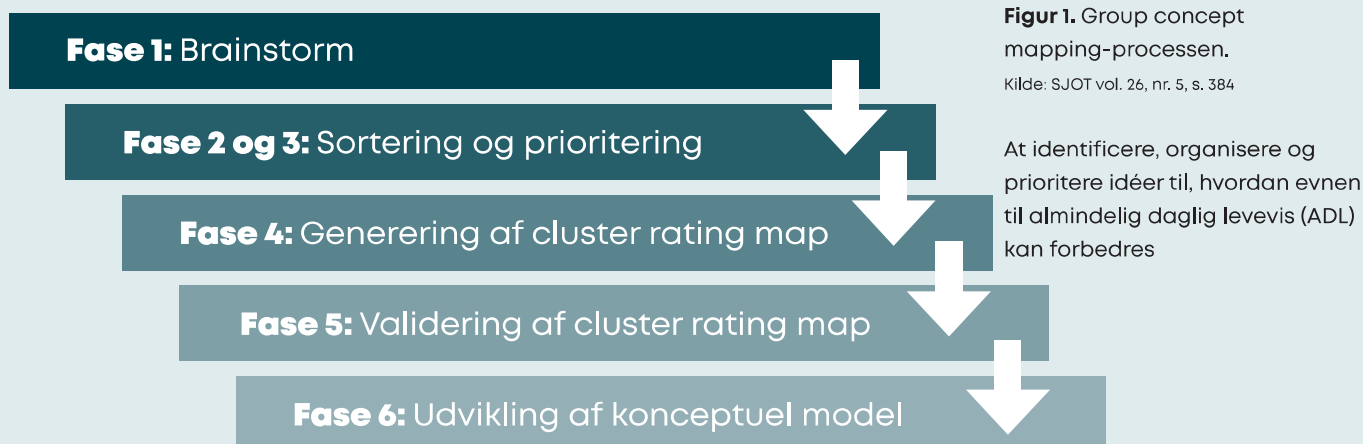 Fase 1: Brainstorm
Fase 2 og 3: Sortering og prioritering
Fase 4: Generering af cluster rating map
Fase 5: Validering af cluster rating map
Fase 6: Udvikling af konceptuel model
Figur 1. Group concept
mapping-processen.
Kilde: SJOT vol. 26, nr. 5, s. 384
At identificere, organisere og
prioritere idéer til, hvordan evnen
til almindelig daglig levevis (ADL)
kan forbedres